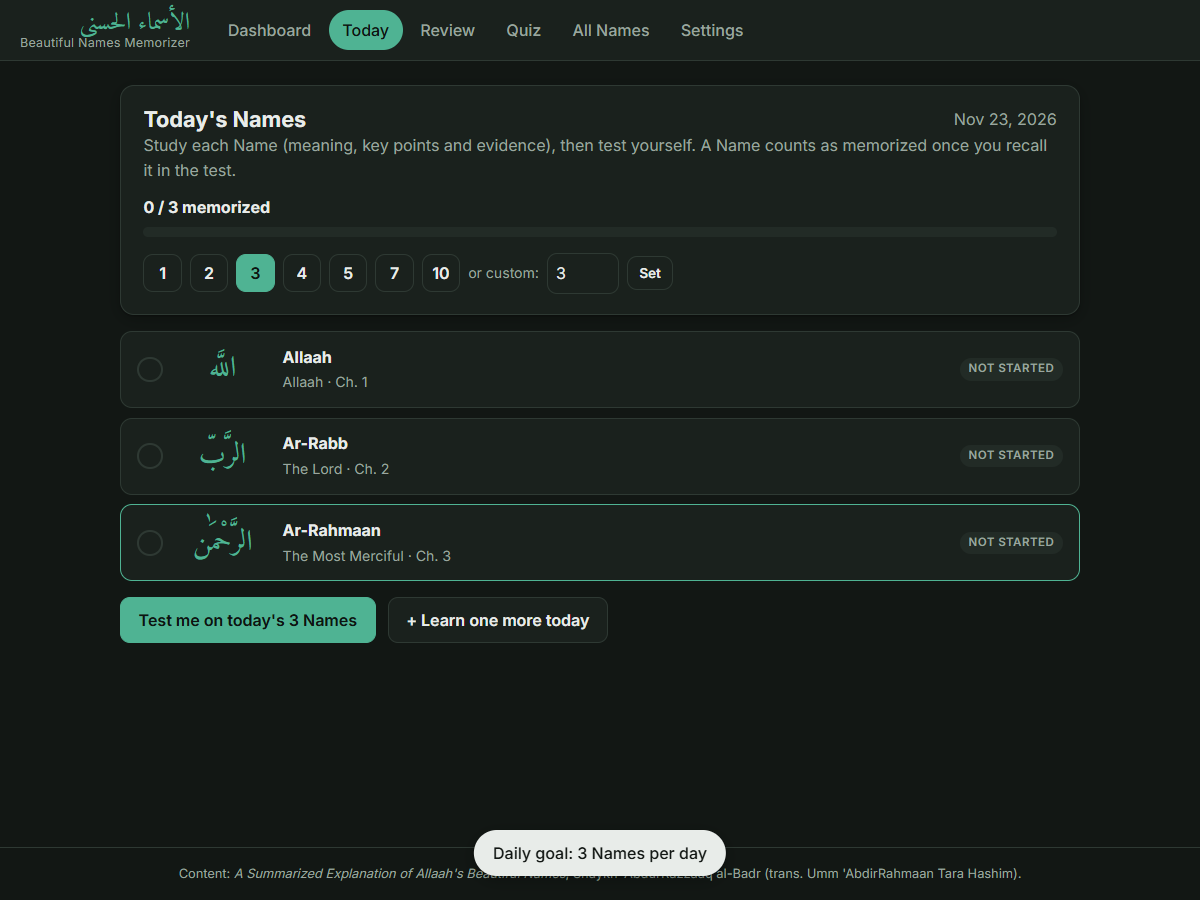 الأسماء الحسنى
Beautiful Names Memorizer
Dashboard
Today
Review
Quiz
All Names
Settings
Today's Names
Nov 23, 2026
Study each Name (meaning, key points and evidence), then test yourself. A Name counts as memorized once you recall
it in the test.
0 / 3 memorized
1 2 3 4 5 7 10 or custom: 3 Set
اللَّه
Allaah
Allaah · Ch. 1
NOT STARTED
الرَّبّ
Ar-Rabb
The Lord · Ch. 2
NOT STARTED
الرَّحْمَٰن
Ar-Rahmaan
The Most Merciful · Ch. 3
NOT STARTED
Test me on today's 3 Names
+ Learn one more today
Daily goal: 3 Names per day
Content: A Summarized Explanation of Allaah's al-Badr (trans. Umm 'AbdirRahmaan Tara Hashim).